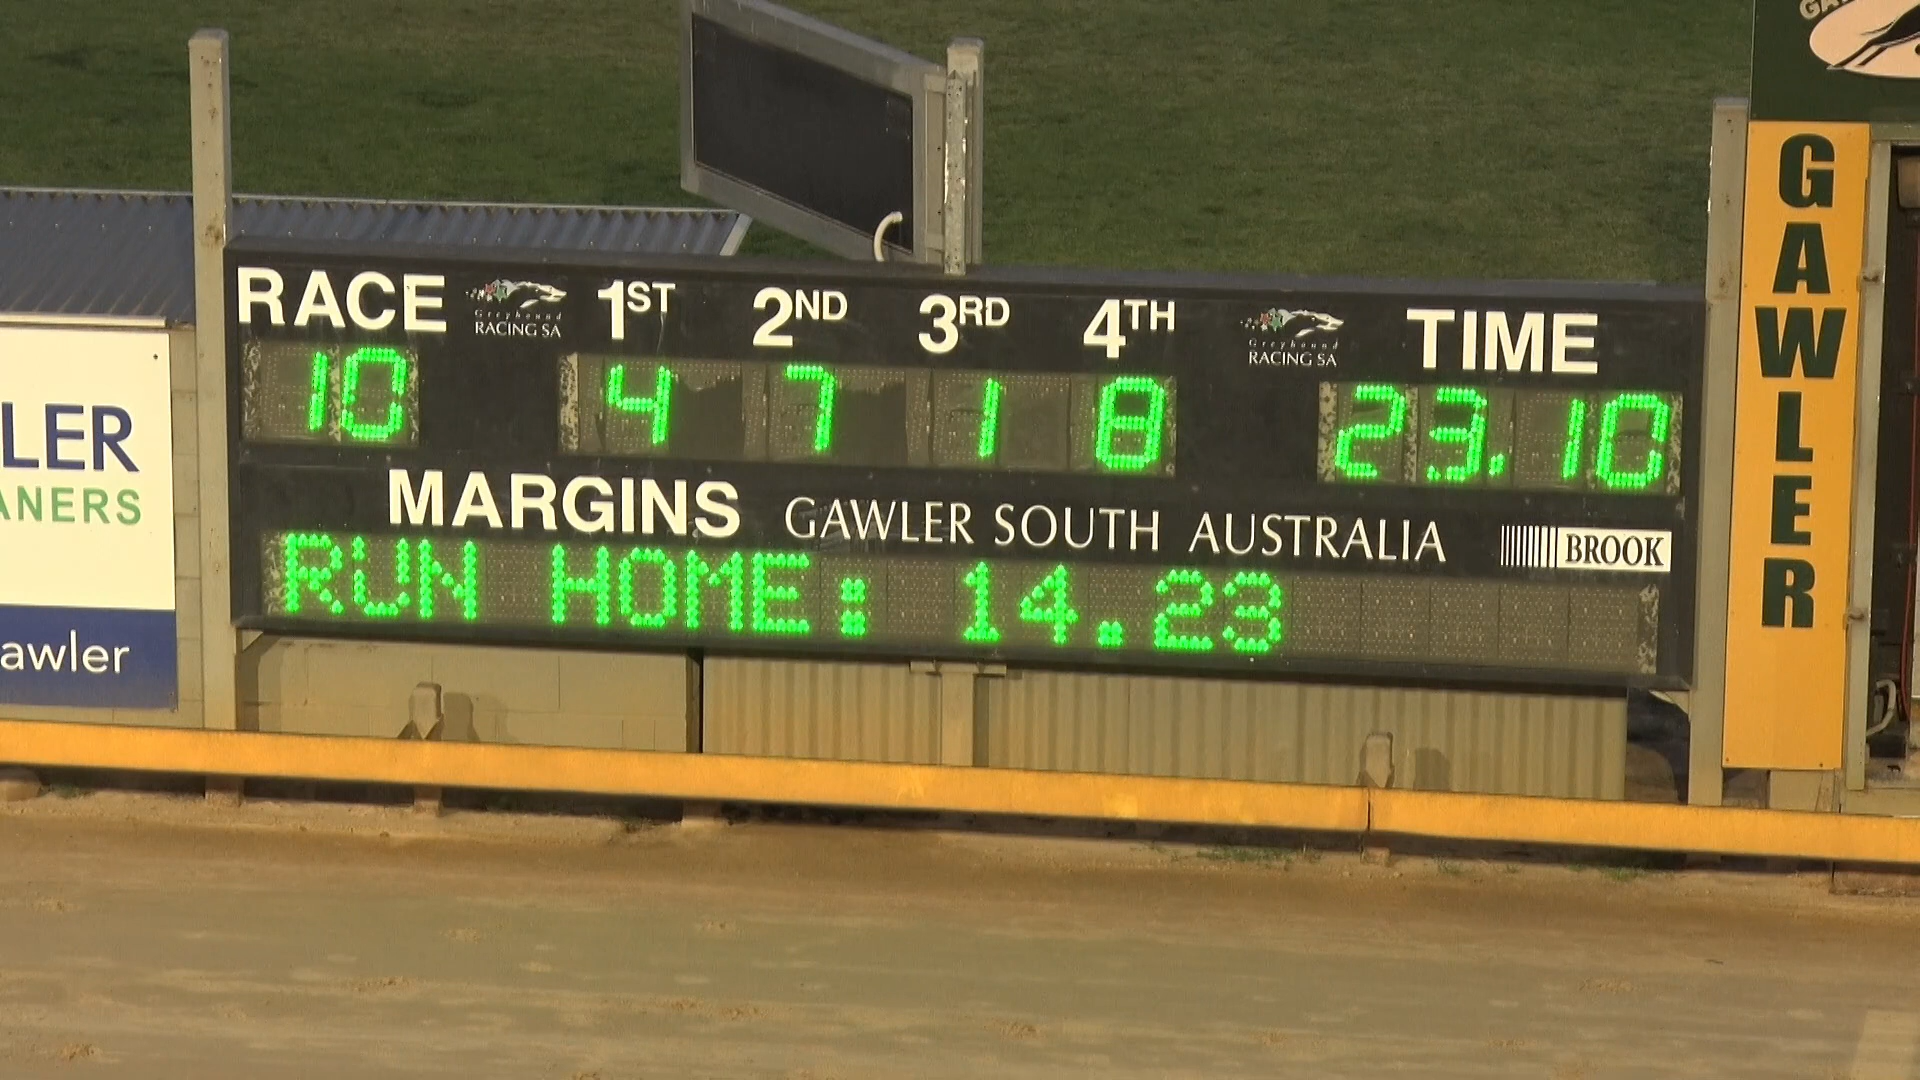 RACE
Greyhound
RACING SA
1ST 2ND 3RD 4TH
Greyhound
RACING SA
TIME
10 4 7 1 8 23.10
MARGINS GAWLER SOUTH AUSTRALIA BROOK
RUN HOME: 14.23
GAWLER
LER
ANERS
awler